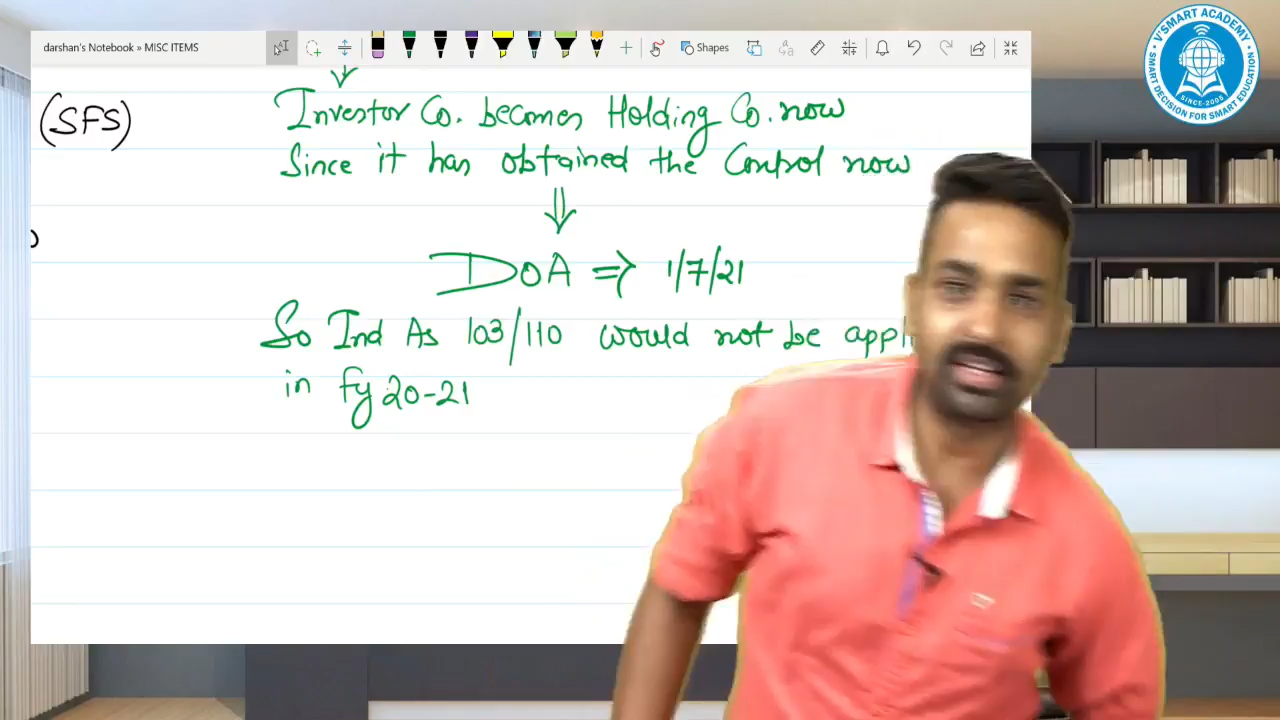 darshan's Notebook » MISC ITEMS
Shapes
V'SMART ACADEMY
SINCE-2005
SMART DECISION FOR SMART EDUCATION
(SFS)
Investor Co. becomes Holding Co. now
Since it has obtained the Control now
DOA ⇒ 1/7/21
So Ind As 103/110 would not be
in Fy 20-21